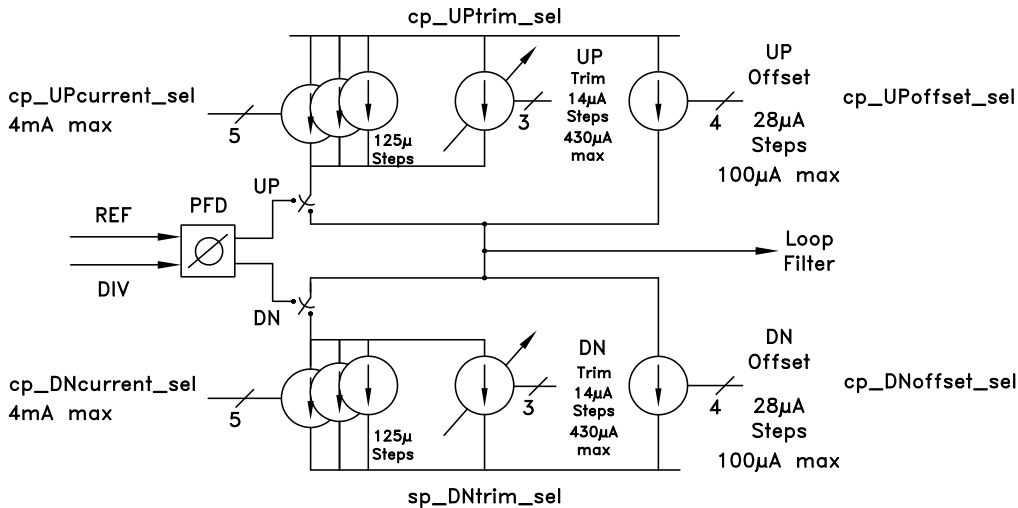 cp_UPtrim_sel
cp_UPcurrent_sel
4mA max
5
125μ
Steps
UP
Trim
14μA
Steps
430μA
max
3
UP
Offset
28μA
Steps
100μA max
4
cp_UPoffset_sel
UP
PFD
REF
DIV
DN
Loop
Filter
cp_DNcurrent_sel
4mA max
5
125μ
Steps
DN
Trim
14μA
Steps
430μA
max
3
DN
Offset
28μA
Steps
100μA max
4
cp_DNoffset_sel
sp_DNtrim_sel